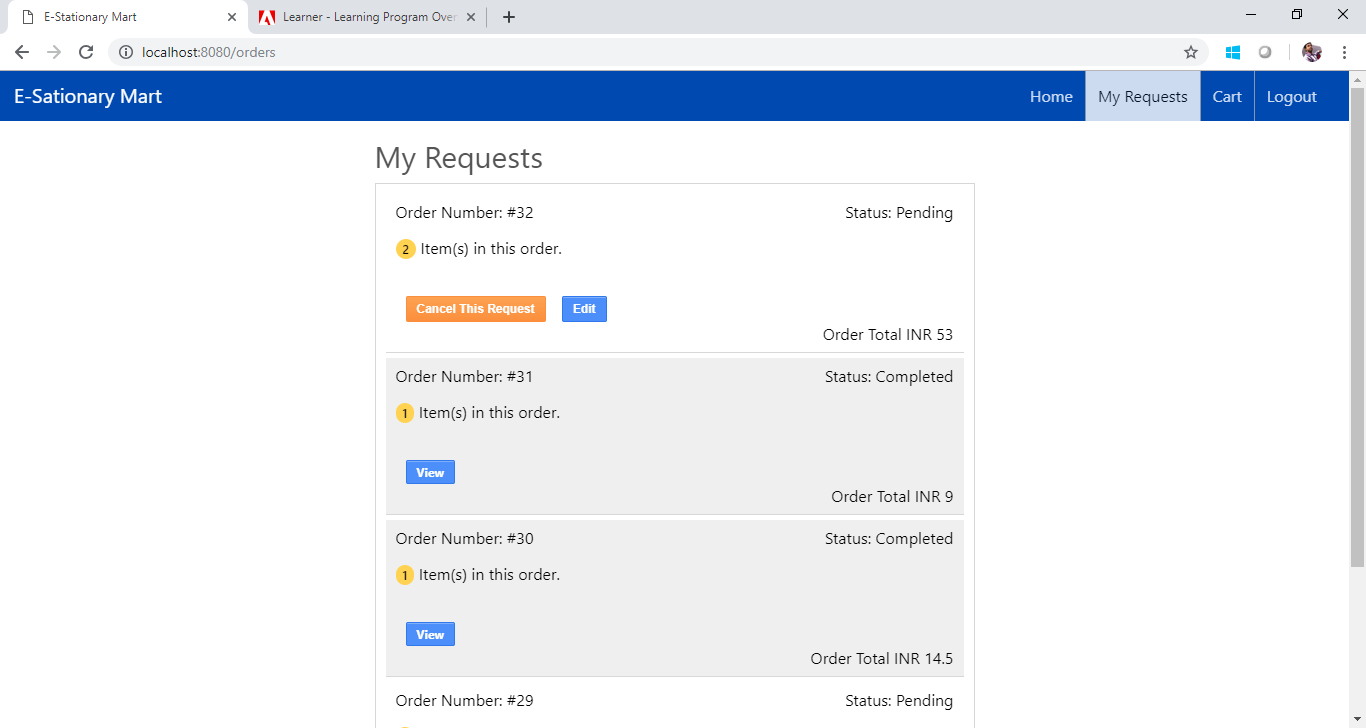 E-Stationary Mart
Learner - Learning Program Over
localhost:8080/orders
E-Sationary Mart
Home
My Requests
Cart
Logout
My Requests
Order Number: #32
Status: Pending
2 Item(s) in this order.
Cancel This Request
Edit
Order Total INR 53
Order Number: #31
Status: Completed
1 Item(s) in this order.
View
Order Total INR 9
Order Number: #30
Status: Completed
1 Item(s) in this order.
View
Order Total INR 14.5
Order Number: #29
Status: Pending